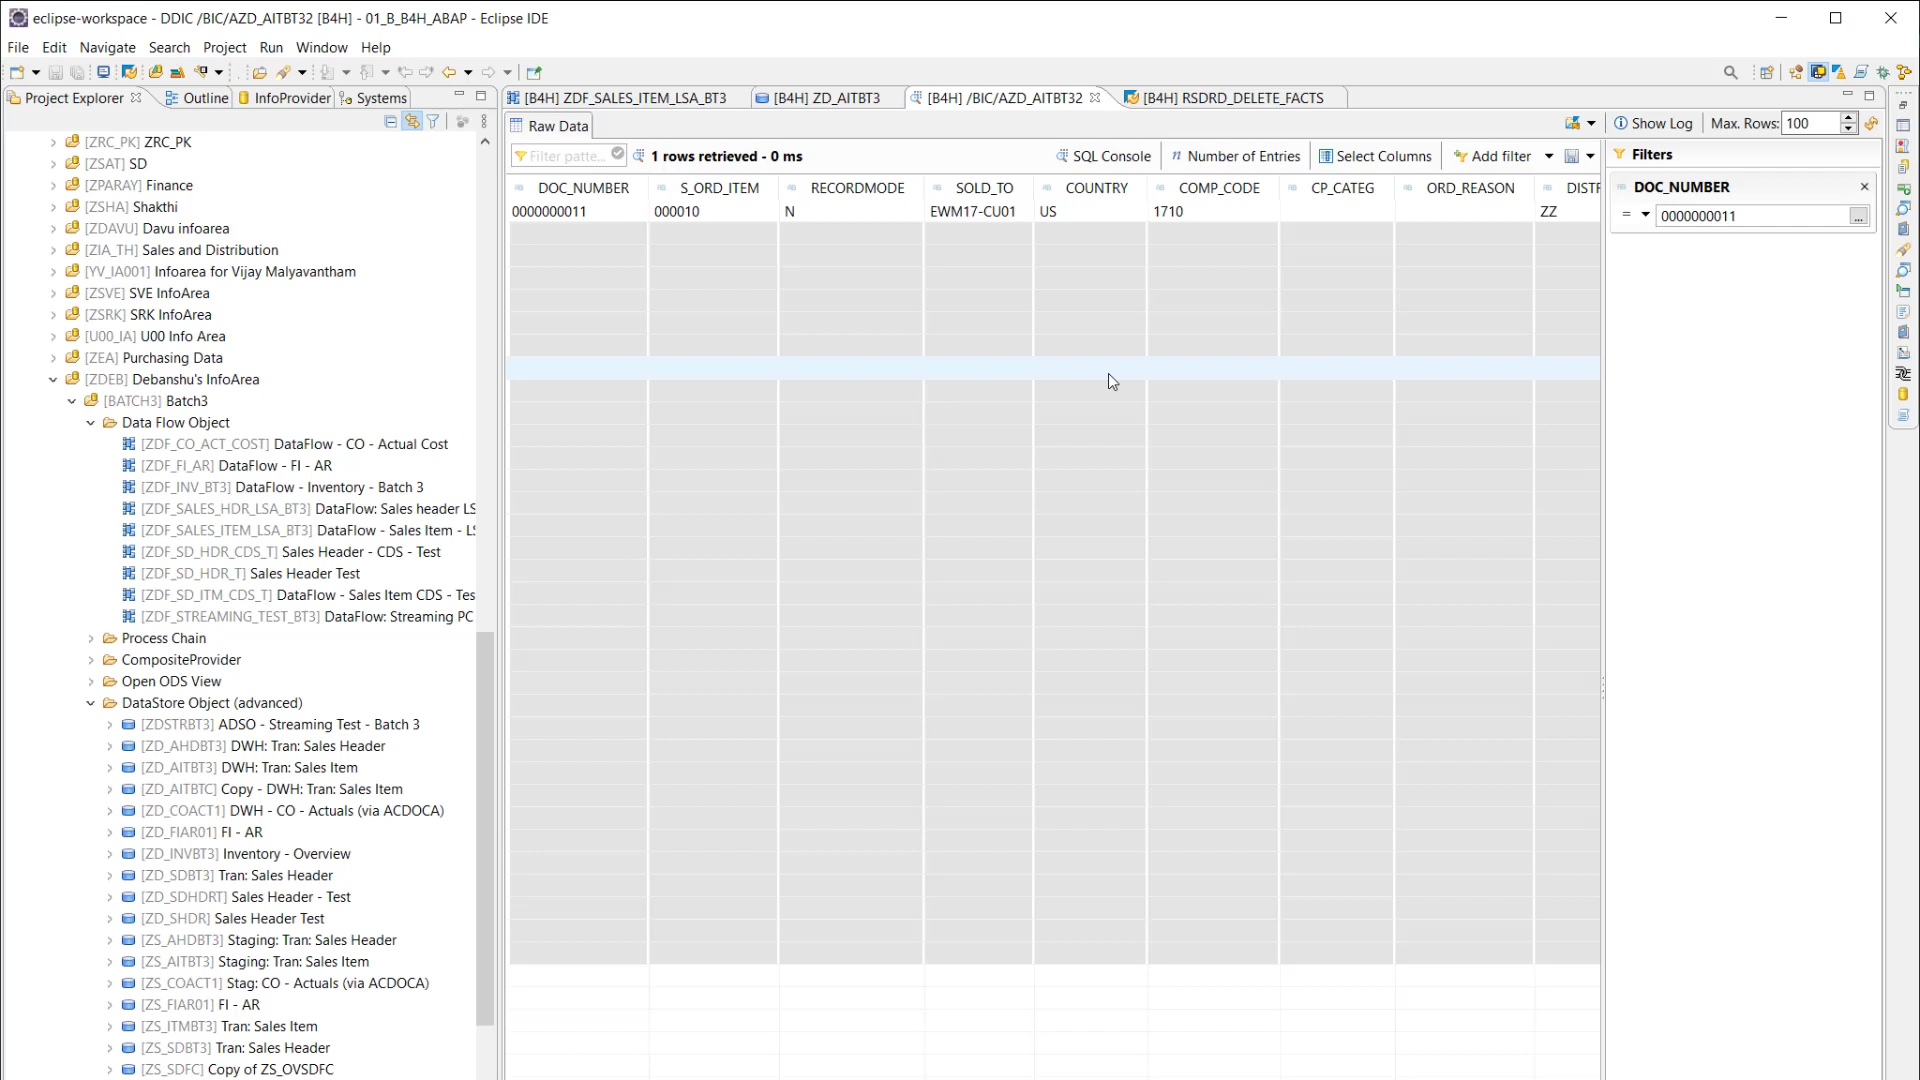 eclipse-workspace - DDIC /BIC/AZD_AITBT32 [B4H] - 01_B_B4H_ABAP - Eclipse IDE
File Edit Navigate Search Project Run Window Help
Project Explorer Outline InfoProvider Systems
[B4H] ZDF_SALES_ITEM_LSA_BT3 [B4H] ZD_AITBT3 [B4H] /BIC/AZD_AITBT32 [B4H] RSDRD_DELETE_FACTS
Raw Data Show Log Max. Rows: 100
Filter patte... 1 rows retrieved - 0 ms SQL Console Number of Entries Select Columns Add filter
Filters
DOC_NUMBER S_ORD_ITEM RECORDMODE SOLD_TO COUNTRY COMP_CODE CP_CATEG ORD_REASON DISTR
0000000011 000010 N EWM17-CU01 US 1710 ZZ
DOC_NUMBER
= 0000000011 ...
[ZRC_PK] ZRC_PK
[ZSAT] SD
[ZPARAY] Finance
[ZSHA] Shakthi
[ZDAVU] Davu infoarea
[ZIA_TH] Sales and Distribution
[YV_IA001] Infoarea for Vijay Malyavantham
[ZSVE] SVE InfoArea
[ZSRK] SRK InfoArea
[U00_IA] U00 Info Area
[ZEA] Purchasing Data
[ZDEB] Debanshu's InfoArea
[BATCH3] Batch3
Data Flow Object
[ZDF_CO_ACT_COST] DataFlow - CO - Actual Cost
[ZDF_FI_AR] DataFlow - FI - AR
[ZDF_INV_BT3] DataFlow - Inventory - Batch 3
[ZDF_SALES_HDR_LSA_BT3] DataFlow: Sales header LS
[ZDF_SALES_ITEM_LSA_BT3] DataFlow - Sales Item - LS
[ZDF_SD_HDR_CDS_T] Sales Header - CDS - Test
[ZDF_SD_HDR_T] Sales Header Test
[ZDF_SD_ITM_CDS_T] DataFlow - Sales Item CDS - Tes
[ZDF_STREAMING_TEST_BT3] DataFlow: Streaming PC
Process Chain
CompositeProvider
Open ODS View
DataStore Object (advanced)
[ZDSTRBT3] ADSO - Streaming Test - Batch 3
[ZD_AHDBT3] DWH: Tran: Sales Header
[ZD_AITBT3] DWH: Tran: Sales Item
[ZD_AITBTC] Copy - DWH: Tran: Sales Item
[ZD_COACT1] DWH - CO - Actuals (via ACDOCA)
[ZD_FIAR01] FI - AR
[ZD_INVBT3] Inventory - Overview
[ZD_SDBT3] Tran: Sales Header
[ZD_SDHDRT] Sales Header - Test
[ZD_SHDR] Sales Header Test
[ZS_AHDBT3] Staging: Tran: Sales Header
[ZS_AITBT3] Staging: Tran: Sales Item
[ZS_COACT1] Stag: CO - Actuals (via ACDOCA)
[ZS_FIAR01] FI - AR
[ZS_ITMBT3] Tran: Sales Item
[ZS_SDBT3] Tran: Sales Header
[ZS_SDFC] Copy of ZS_OVSDFC